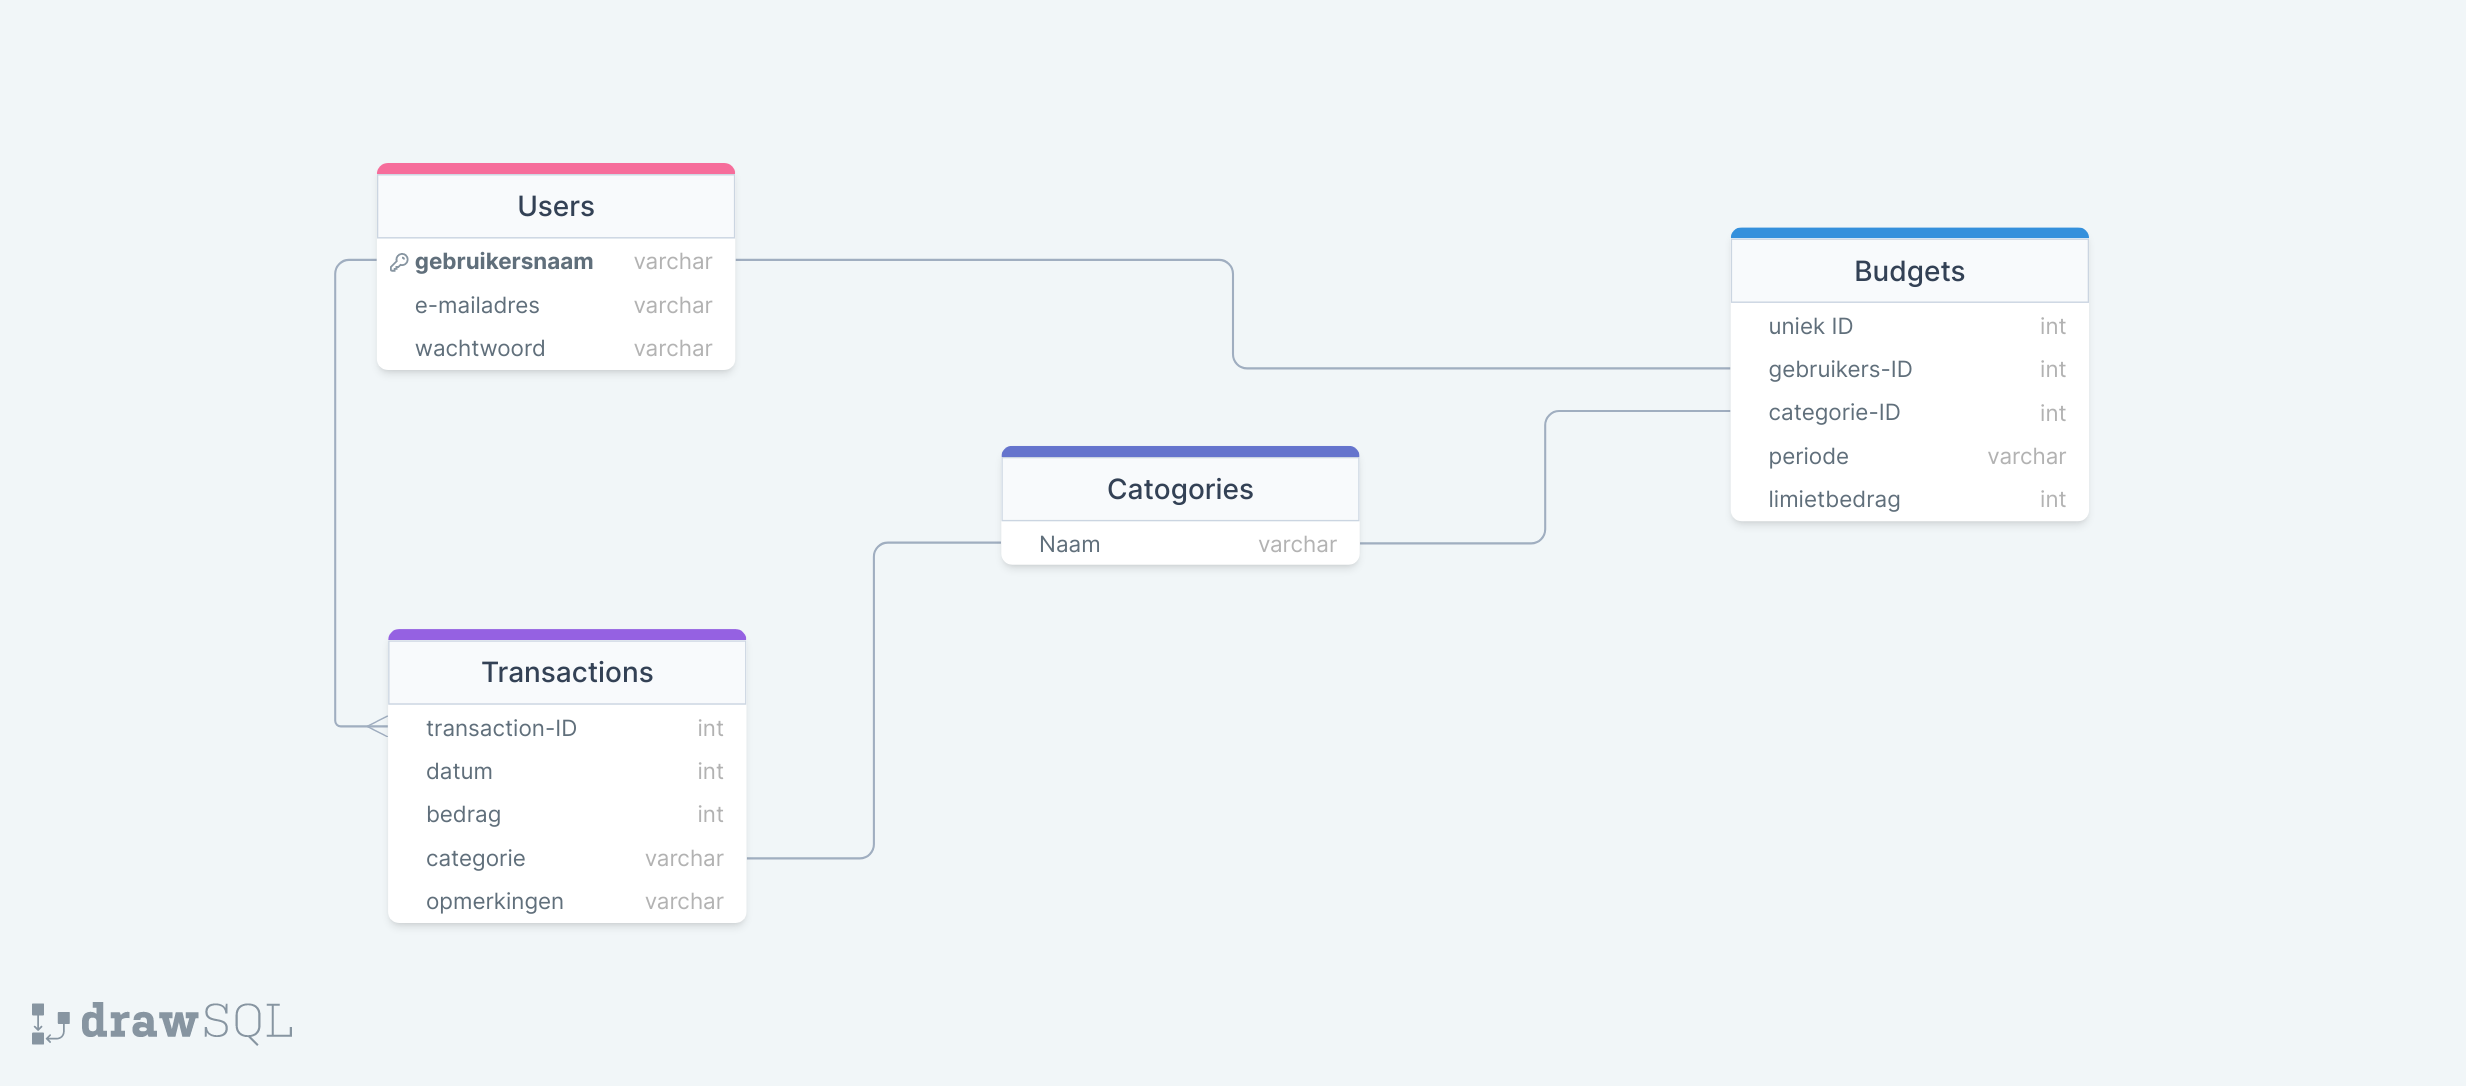 Users
gebruikersnaam varchar
e-mailadres varchar
wachtwoord varchar
Budgets
uniek ID int
gebruikers-ID int
categorie-ID int
periode varchar
limietbedrag int
Catogories
Naam varchar
Transactions
transaction-ID int
datum int
bedrag int
categorie varchar
opmerkingen varchar
drawSQL